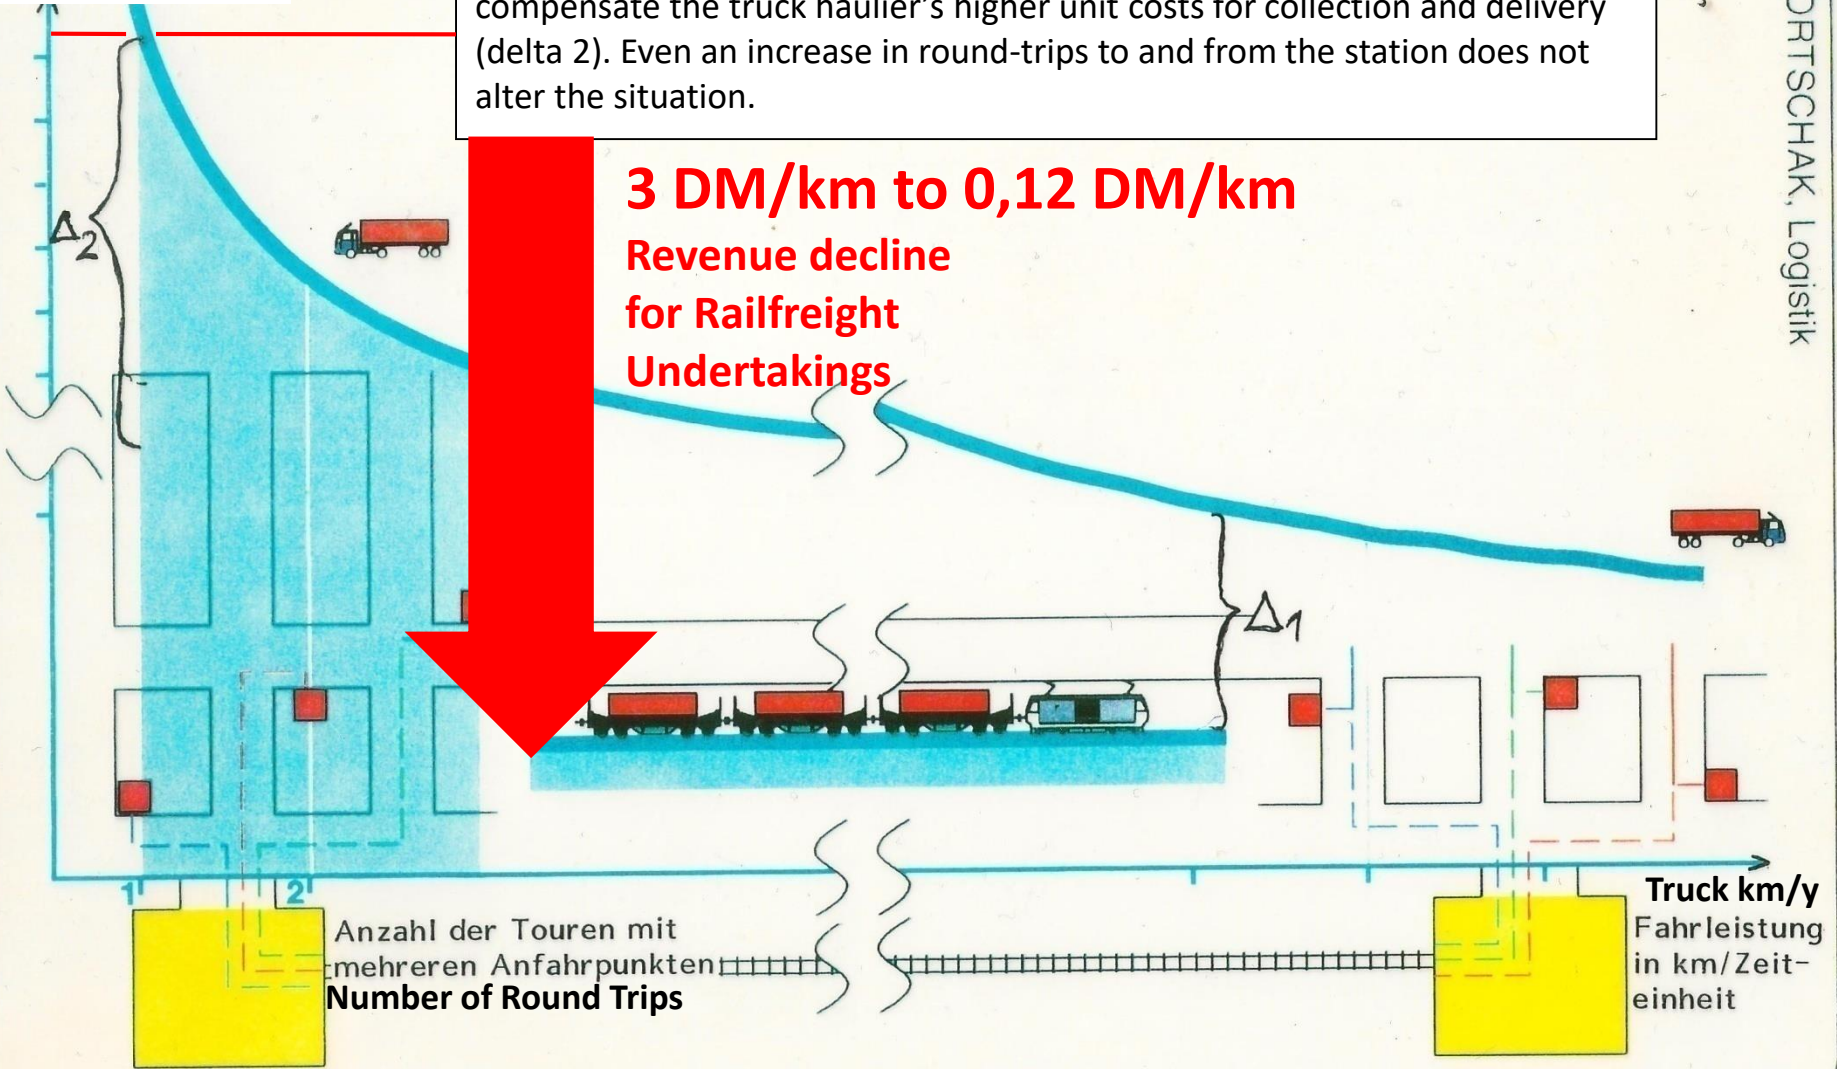 compensate the truck haulier's higher unit costs for collection and delivery
(delta 2). Even an increase in round-trips to and from the station does not
alter the situation.
ORTSCHAK, Logistik
3 DM/km to 0,12 DM/km
Revenue decline
for Railfreight
Undertakings
Δ2
Δ1
1
2
Truck km/y
Fahrleistung
in km/Zeit-
einheit
Anzahl der Touren mit
mehreren Anfahrpunkten
Number of Round Trips